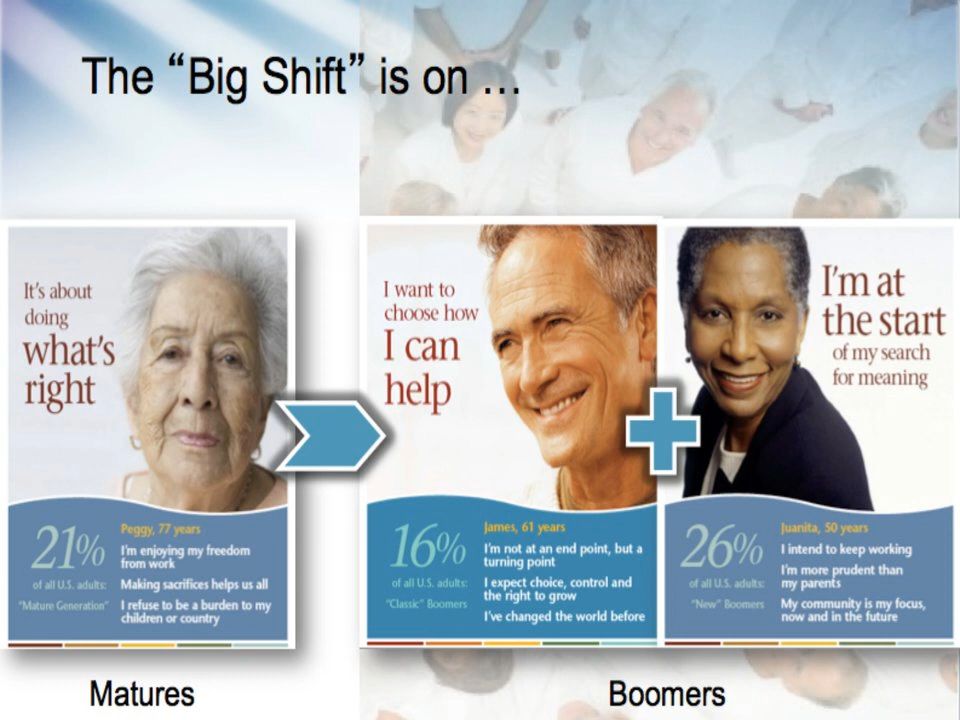 The “Big Shift” is on …
It's about
doing
what's
right
21%
of all U.S. adults:
"Mature Generation"
Peggy, 77 years
I'm enjoying my freedom
from work
Making sacrifices helps us all
I refuse to be a burden to my
children or country
I want to
choose how
I can
help
16%
of all U.S. adults:
"Classic" Boomers
James, 61 years
I'm not at an end point, but a
turning point
I expect choice, control and
the right to grow
I've changed the world before
I'm at
the start
of my search
for meaning
26%
of all U.S. adults:
"New" Boomers
Juanita, 50 years
I intend to keep working
I'm more prudent than
my parents
My community is my focus,
now and in the future
Matures
Boomers